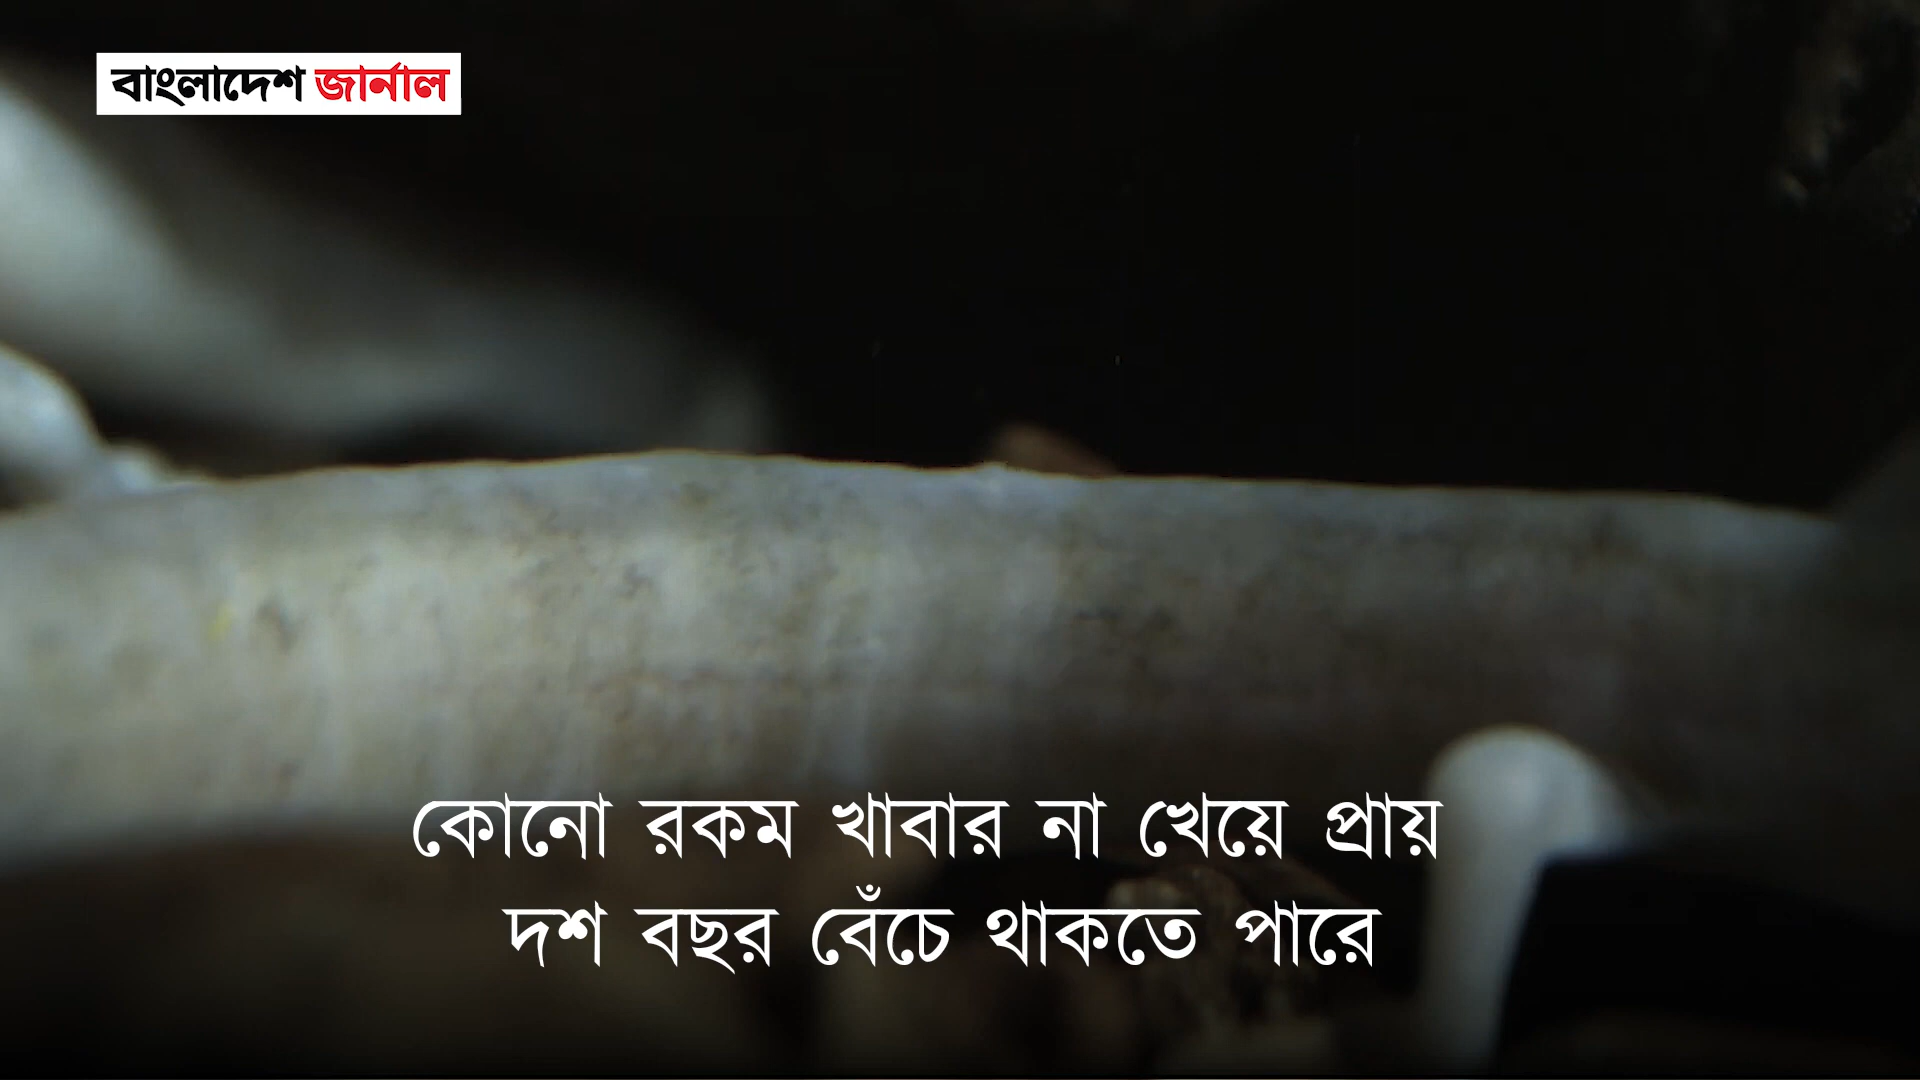 বাংলাদেশ জার্নাল
কোনো রকম খাবার না খেয়ে প্রায়
দশ বছর বেঁচে থাকতে পারে